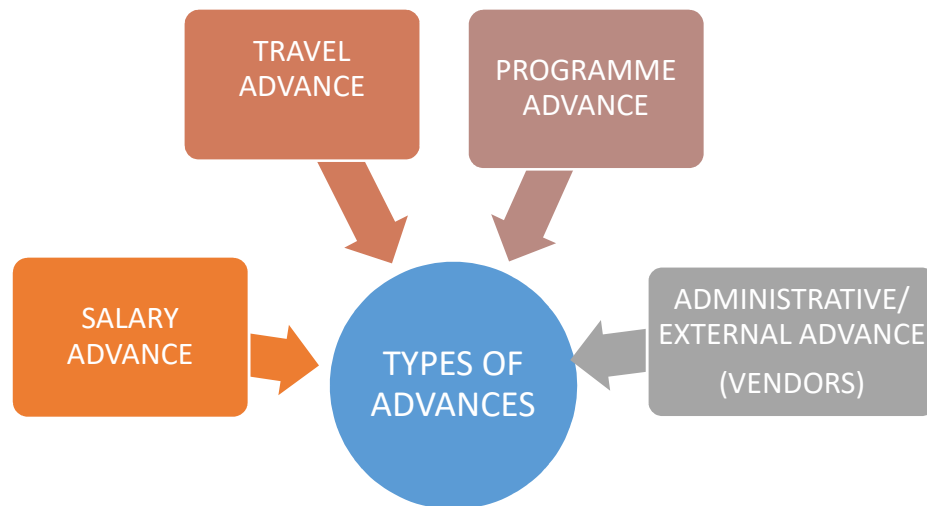 TRAVEL
ADVANCE
PROGRAMME
ADVANCE
SALARY
ADVANCE
ADMINISTRATIVE/
EXTERNAL ADVANCE
(VENDORS)
TYPES OF
ADVANCES